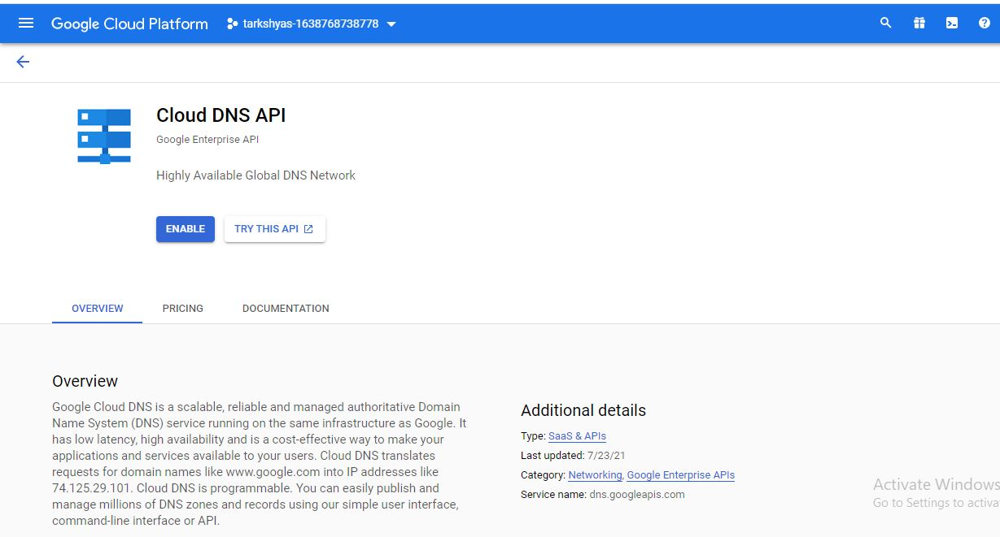 Google Cloud Platform
tarkshyas-1638768738778
Cloud DNS API
Google Enterprise API
Highly Available Global DNS Network
ENABLE
TRY THIS API
OVERVIEW
PRICING
DOCUMENTATION
Overview
Google Cloud DNS is a scalable, reliable and managed authoritative Domain
Name System (DNS) service running on the same infrastructure as Google. It
has low latency, high availability and is a cost-effective way to make your
applications and services available to your users. Cloud DNS translates
requests for domain names like www.google.com into IP addresses like
74.125.29.101. Cloud DNS is programmable. You can easily publish and
manage millions of DNS zones and records using our simple user interface,
command-line interface or API.
Additional details
Type: SaaS & APIs
Last updated: 7/23/21
Category: Networking, Google Enterprise APIs
Service name: dns.googleapis.com
Activate Windows
Go to Settings to activa